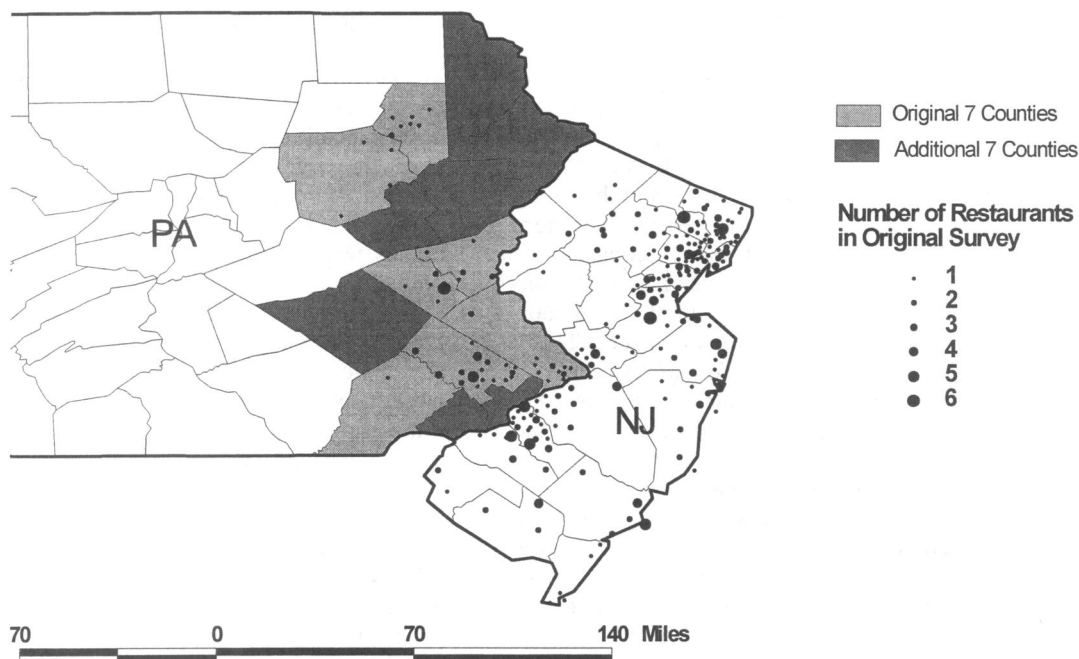 Original 7 Counties
Additional 7 Counties
PA
Number of Restaurants
in Original Survey
1
2
3
4
5
6
NJ
70 0 70 140 Miles